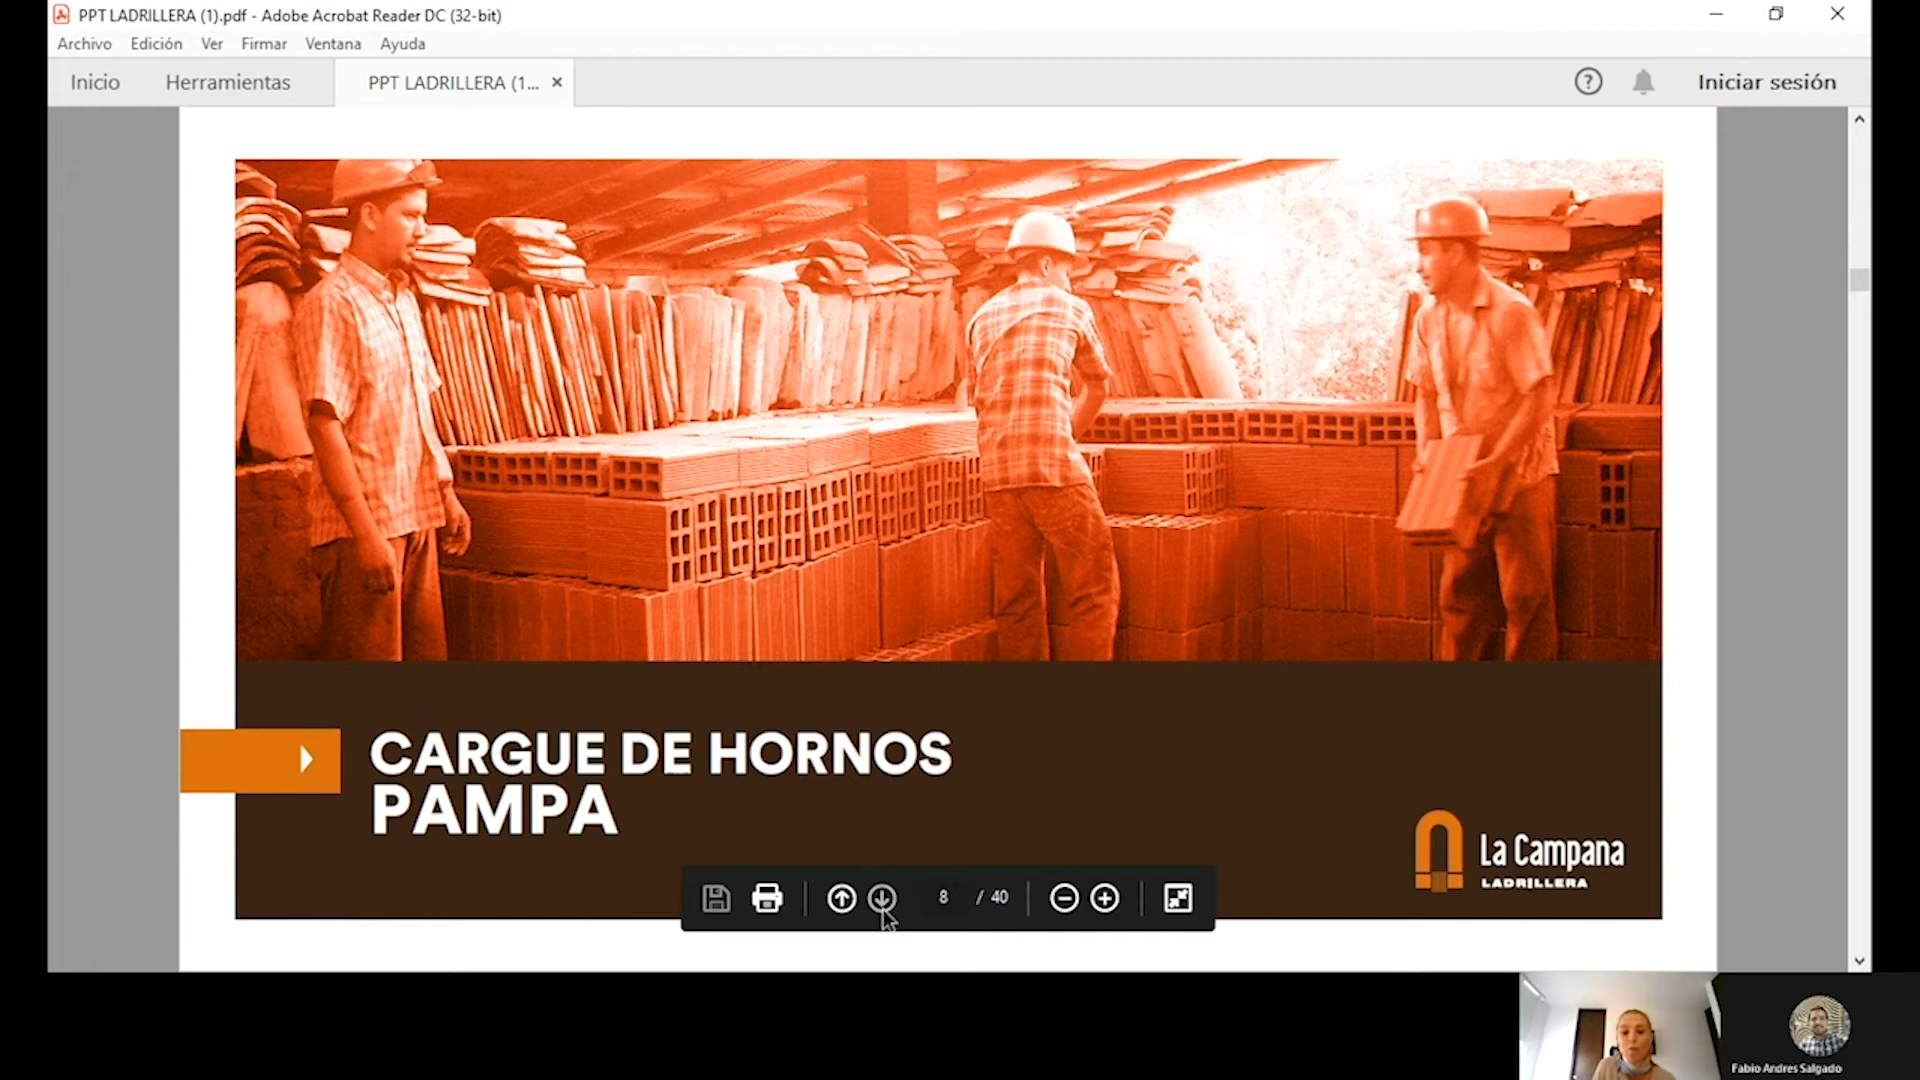 PPT LADRILLERA (1).pdf - Adobe Acrobat Reader DC (32-bit)
Archivo Edición Ver Firmar Ventana Ayuda
Inicio Herramientas PPT LADRILLERA (1... × Iniciar sesión
CARGUE DE HORNOS
PAMPA
La Campana
LADRILLERA
8 / 40
Fabio Andres Salgado